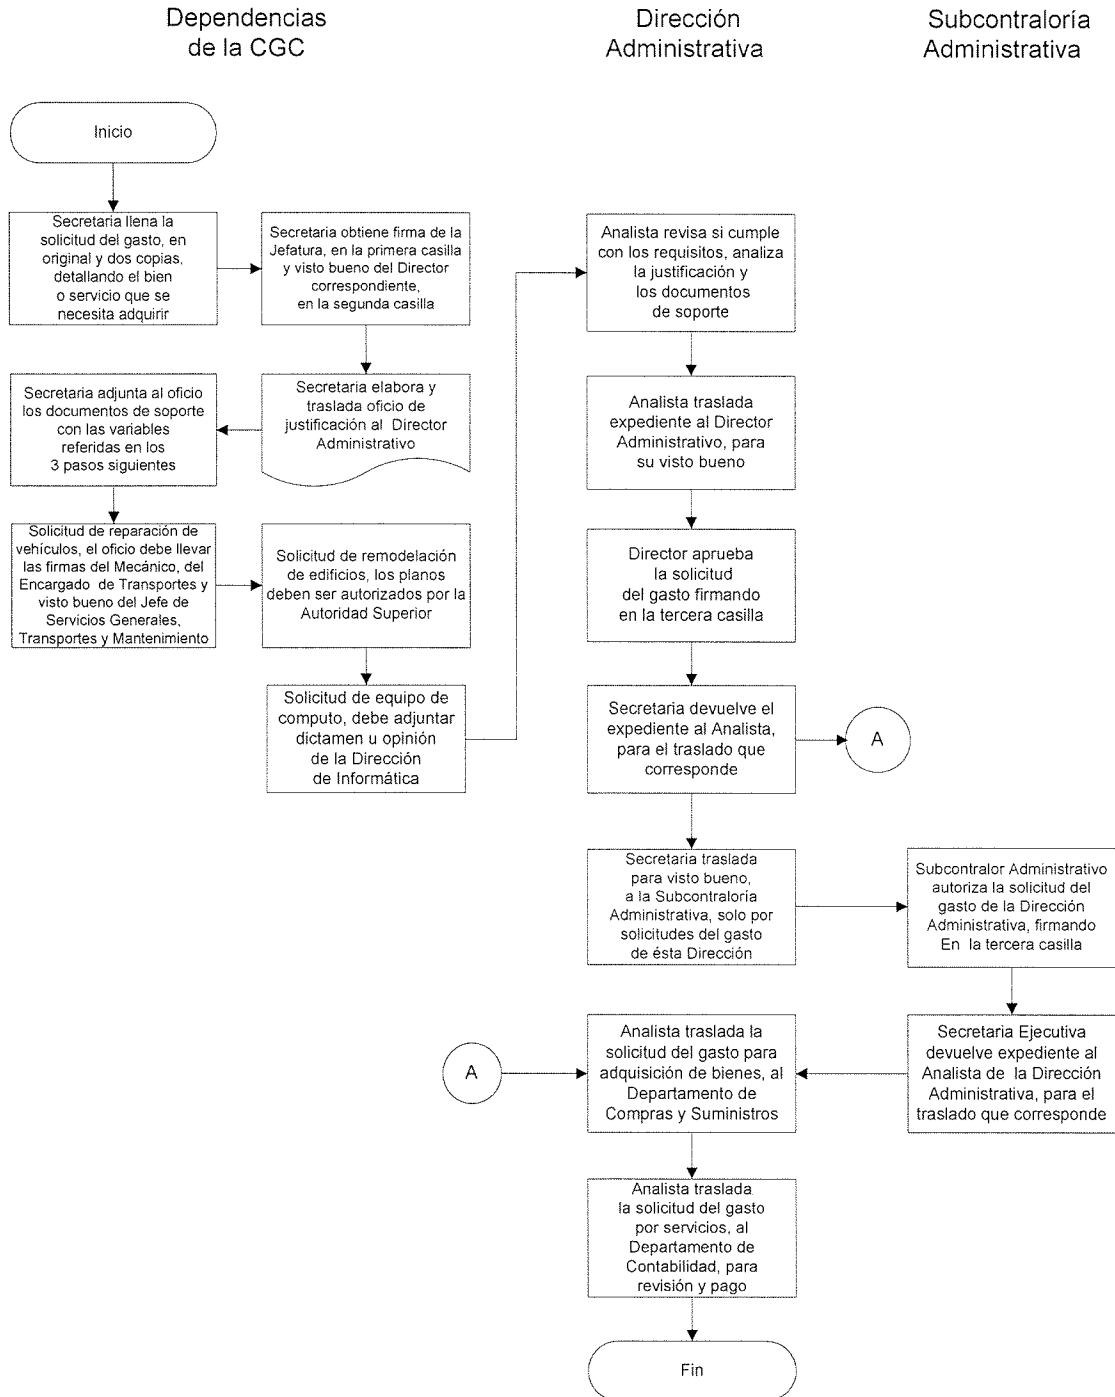 Dependencias
de la CGC
Dirección
Administrativa
Subcontraloría
Administrativa
Inicio
Secretaria llena la
solicitud del gasto, en
original y dos copias,
detallando el bien
o servicio que se
necesita adquirir
Secretaria obtiene firma de la
Jefatura, en la primera casilla
y visto bueno del Director
correspondiente,
en la segunda casilla
Secretaria elabora y
traslada oficio de
justificación al Director
Administrativo
Secretaria adjunta al oficio
los documentos de soporte
con las variables
referidas en los
3 pasos siguientes
Solicitud de reparación de
vehículos, el oficio debe llevar
las firmas del Mecánico, del
Encargado de Transportes y
visto bueno del Jefe de
Servicios Generales,
Transportes y Mantenimiento
Solicitud de remodelación
de edificios, los planos
deben ser autorizados por la
Autoridad Superior
Solicitud de equipo de
computo, debe adjuntar
dictamen u opinión
de la Dirección
de Informática
Analista revisa si cumple
con los requisitos, analiza
la justificación y
los documentos
de soporte
Analista traslada
expediente al Director
Administrativo, para
su visto bueno
Director aprueba
la solicitud
del gasto firmando
en la tercera casilla
Secretaria devuelve el
expediente al Analista,
para el traslado que
corresponde
A
Secretaria traslada
para visto bueno,
a la Subcontraloría
Administrativa, solo por
solicitudes del gasto
de ésta Dirección
Subcontralor Administrativo
autoriza la solicitud del
gasto de la Dirección
Administrativa, firmando
En la tercera casilla
Secretaria Ejecutiva
devuelve expediente al
Analista de la Dirección
Administrativa, para el
traslado que corresponde
A
Analista traslada la
solicitud del gasto para
adquisición de bienes, al
Departamento de
Compras y Suministros
Analista traslada
la solicitud del gasto
por servicios, al
Departamento de
Contabilidad, para
revisión y pago
Fin